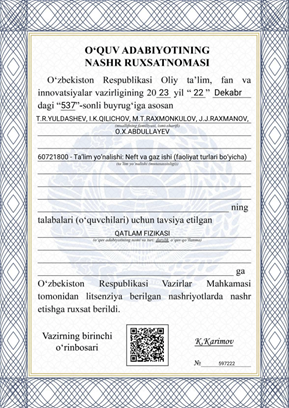 O‘QUV ADABIYOTINING
NASHR RUXSATNOMASI
O‘zbekiston Respublikasi Oliy ta’lim, fan va
innovatsiyalar vazirligining 20 23 yil “ 22 ” Dekabr
dagi “537”-sonli buyrug‘iga asosan
T.R.YULDASHEV, I.K.QILICHOV, M.T.RAXMONKULOV, J.J.RAXMANOV,
(muallifning familiyasi, ismi-sharifi)
O.X.ABDULLAYEV
60721800 - Ta'lim yo'nalishi: Neft va gaz ishi (faoliyat turlari bo'yicha)
(ta’lim yo‘nalishi (mutaxassisligi))
ning
talabalari (o‘quvchilari) uchun tavsiya etilgan
QATLAM FIZIKASI
(o‘quv adabiyotining nomi va turi: darslik, o‘quv qo‘llanma)
ga
O‘zbekiston Respublikasi Vazirlar Mahkamasi
tomonidan litsenziya berilgan nashriyotlarda nashr
etishga ruxsat berildi.
Vazirning birinchi
o‘rinbosari
K.Karimov
№ 597222